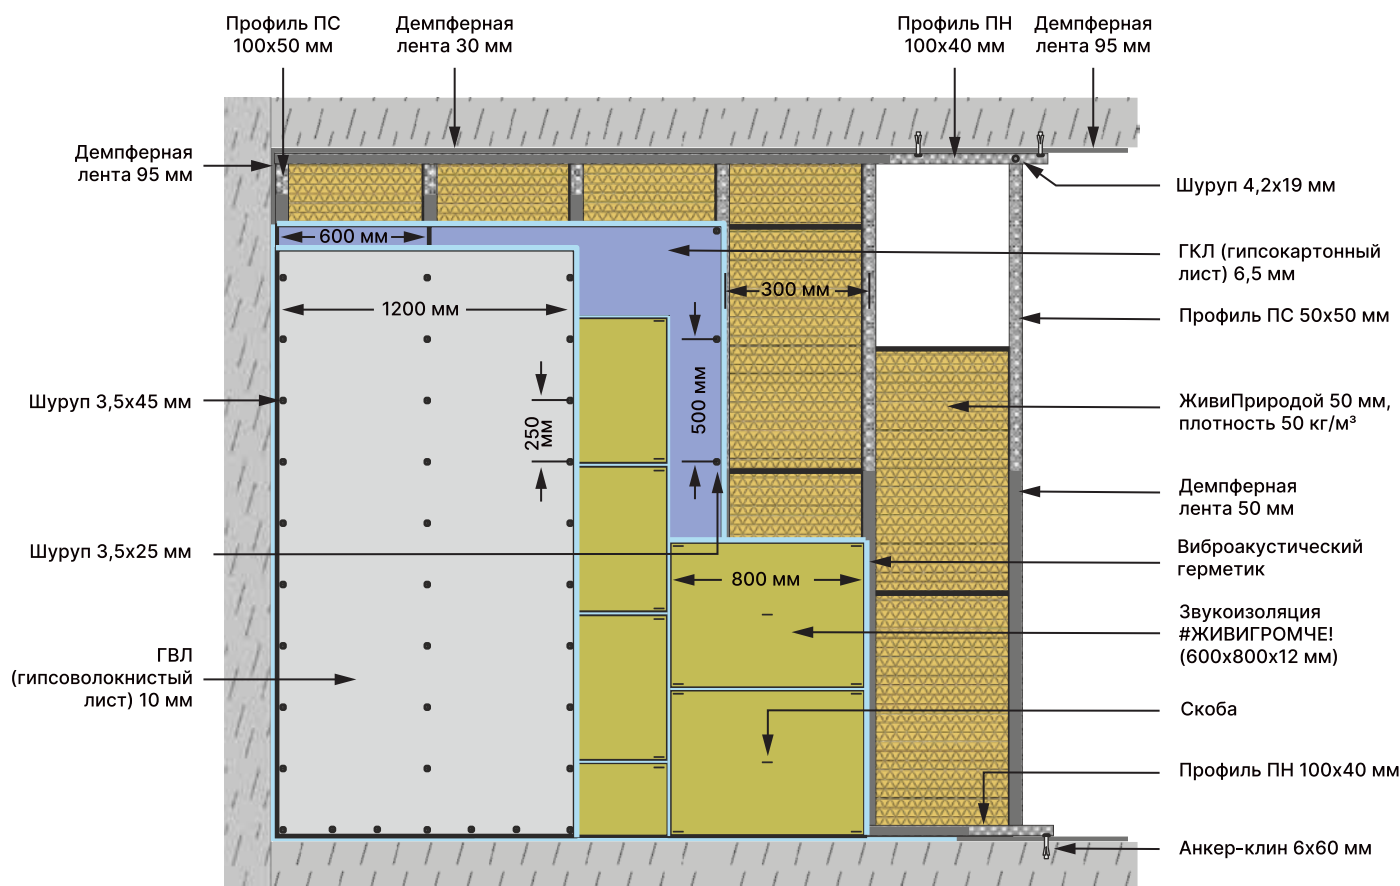 Профиль ПС
100х50 мм
Демпферная
лента 30 мм
Профиль ПН
100х40 мм
Демпферная
лента 95 мм
Демпферная
лента 95 мм
Шуруп 4,2х19 мм
600 мм
ГКЛ (гипсокартонный
лист) 6,5 мм
300 мм
1200 мм
Профиль ПС 50х50 мм
Шуруп 3,5х45 мм
250
мм
500 мм
ЖивиПриродой 50 мм,
плотность 50 кг/м³
Демпферная
лента 50 мм
Шуруп 3,5х25 мм
Виброакустический
герметик
800 мм
Звукоизоляция
#ЖИВИГРОМЧЕ!
(600х800х12 мм)
ГВЛ
(гипсоволокнистый
лист) 10 мм
Скоба
Профиль ПН 100х40 мм
Анкер-клин 6х60 мм